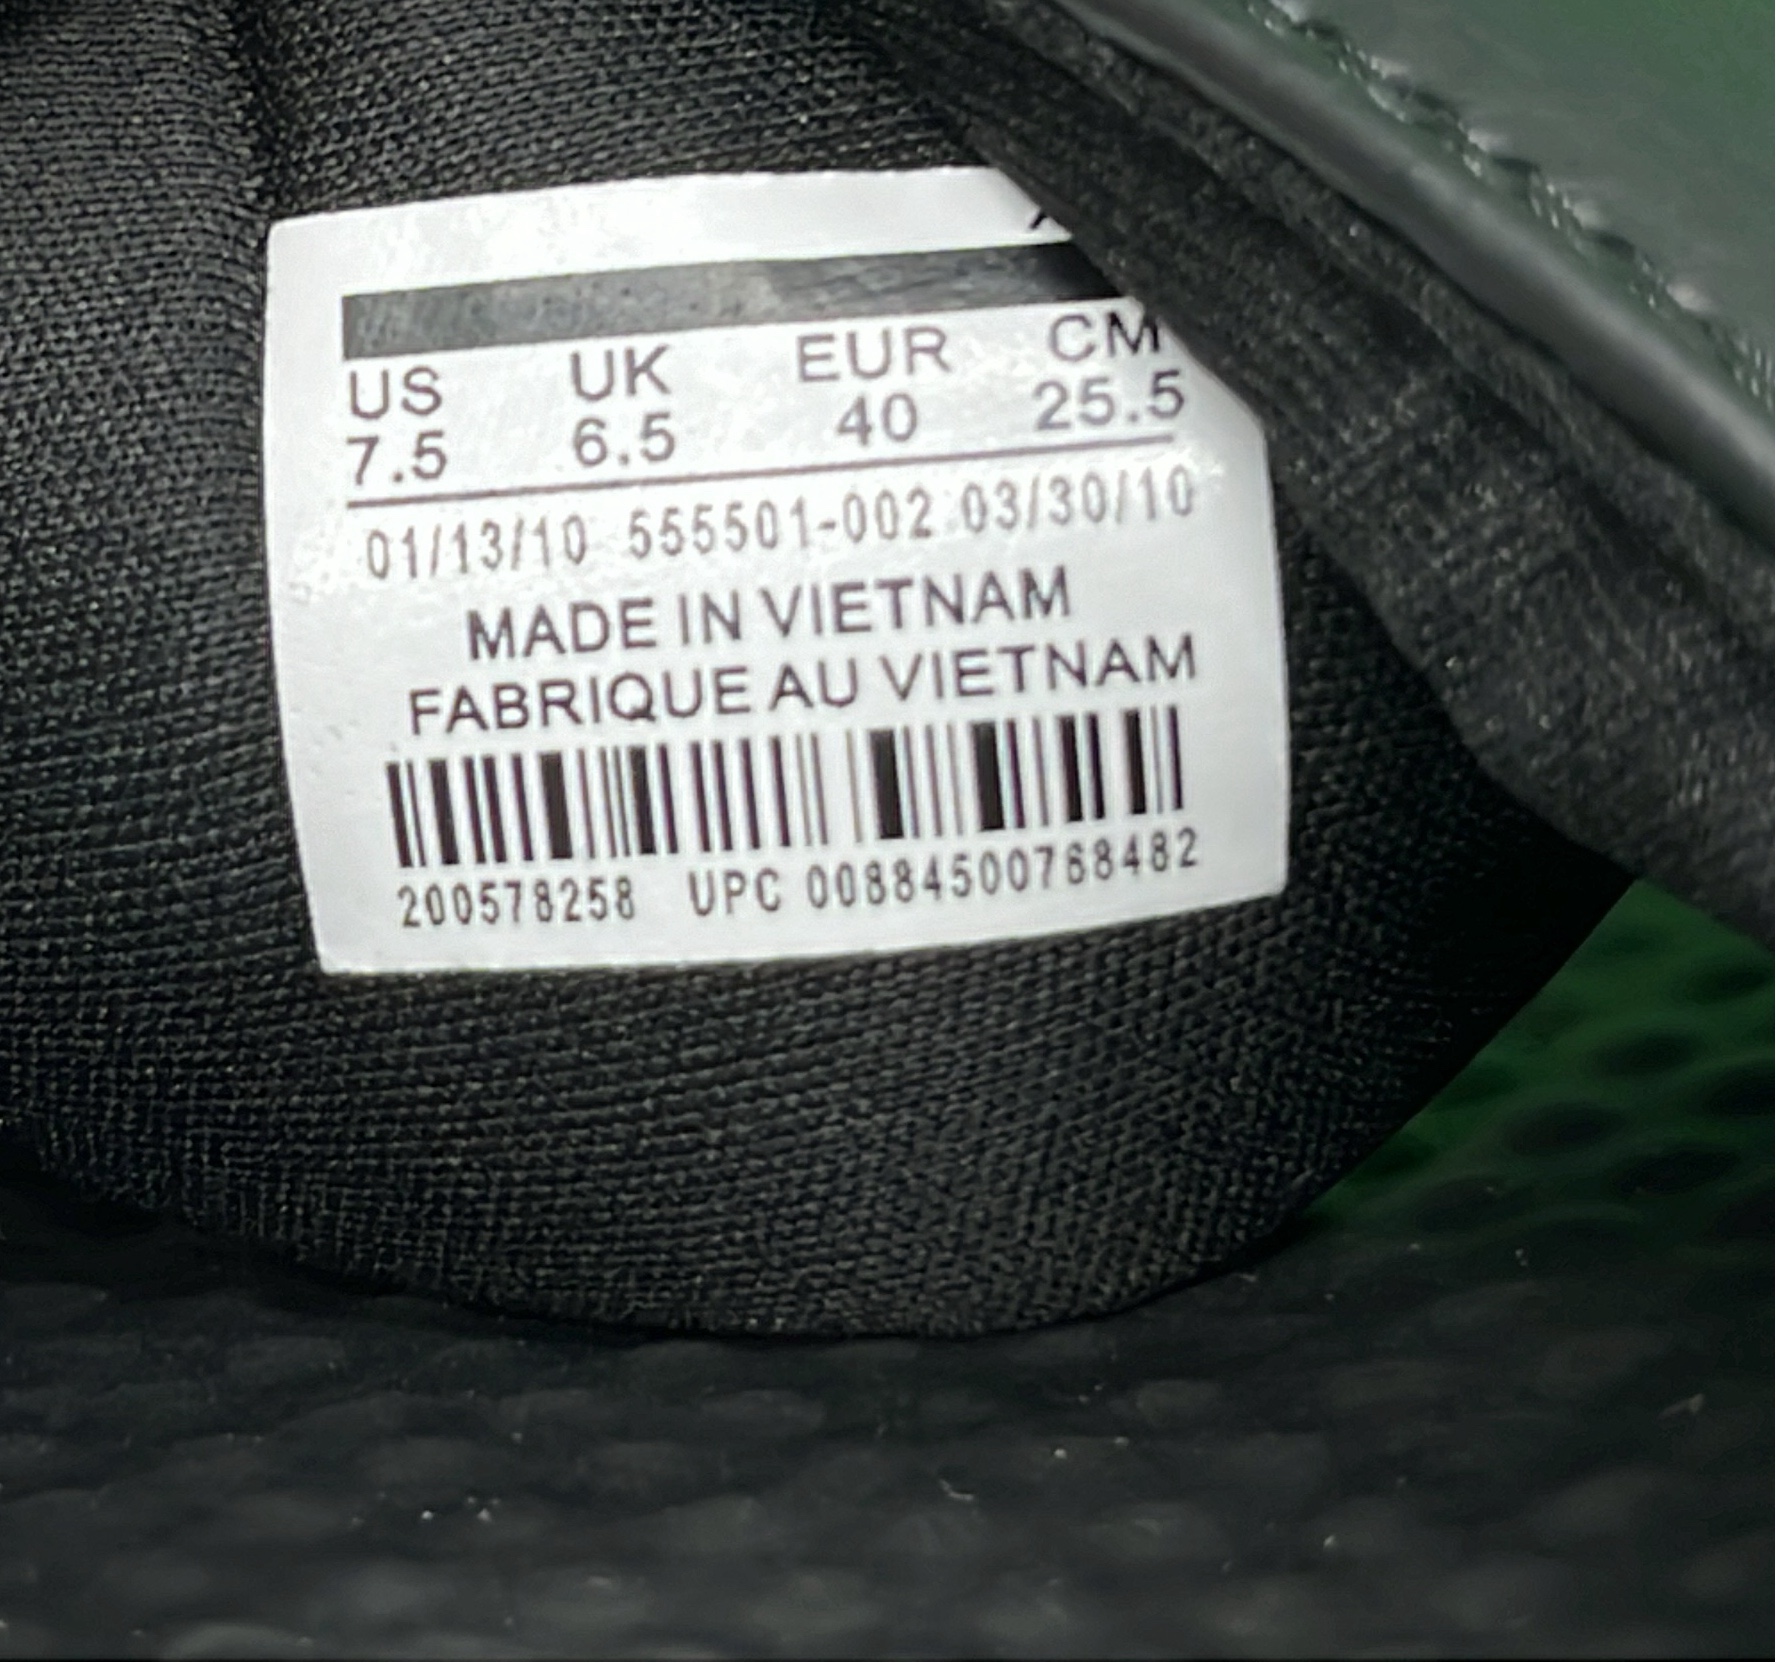 US UK EUR CM
7.5 6.5 40 25.5
01/13/10 555501-002 03/30/10
MADE IN VIETNAM
FABRIQUE AU VIETNAM
200578258 UPC 00884500768482